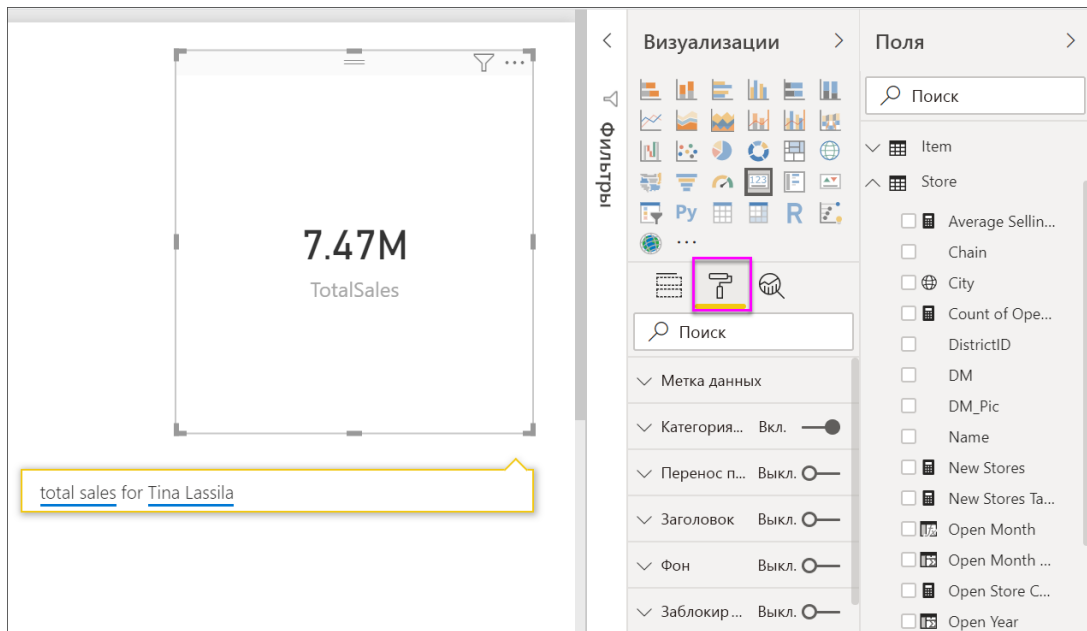 7.47M
TotalSales
total sales for Tina Lassila
Фильтры
Визуализации
123
Py
R
Поиск
Метка данных
Категория... Вкл.
Перенос п... Выкл.
Заголовок Выкл.
Фон Выкл.
Заблокир... Выкл.
Поля
Поиск
Item
Store
Average Sellin...
Chain
City
Count of Ope...
DistrictID
DM
DM_Pic
Name
New Stores
New Stores Ta...
Open Month
Open Month ...
Open Store C...
Open Year